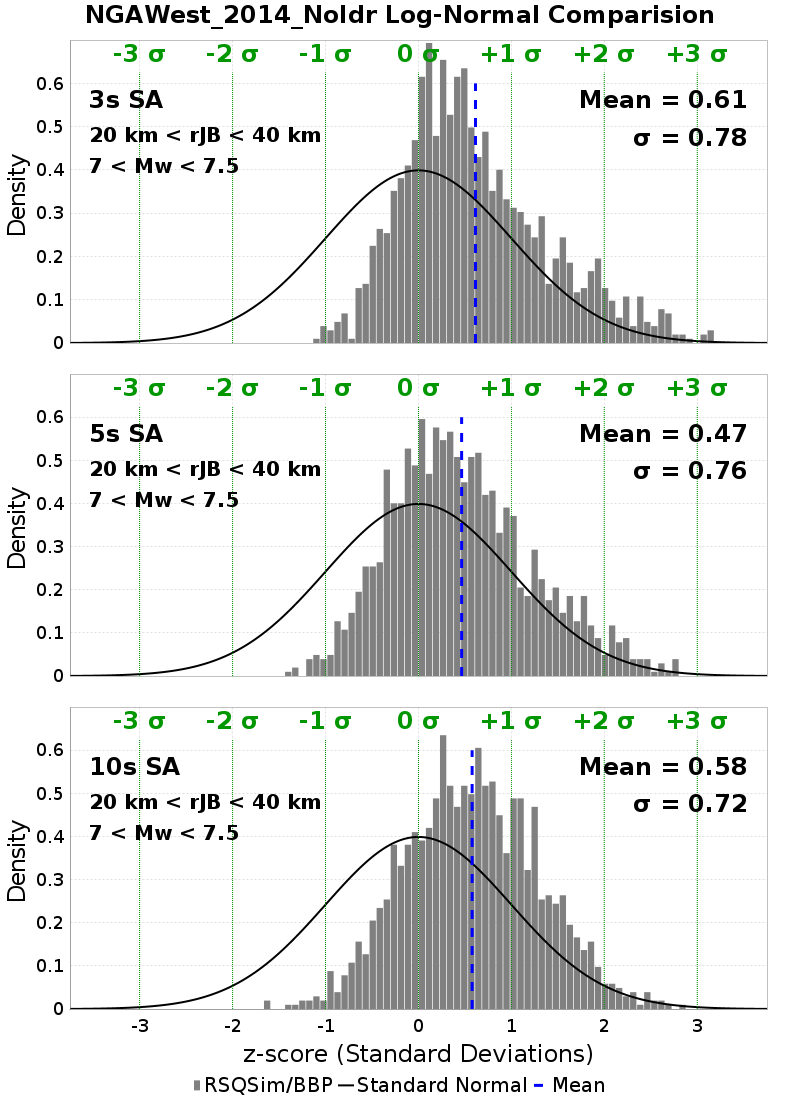 NGAWest_2014_NoIdr Log-Normal Comparision
-3 σ -2 σ -1 σ 0 σ +1 σ +2 σ +3 σ
3s SA Mean = 0.61
20 km < rJB < 40 km σ = 0.78
7 < Mw < 7.5
0.6
0.5
0.4
0.3
0.2
0.1
0
Density
-3 σ -2 σ -1 σ 0 σ +1 σ +2 σ +3 σ
5s SA Mean = 0.47
20 km < rJB < 40 km σ = 0.76
7 < Mw < 7.5
0.6
0.5
0.4
0.3
0.2
0.1
0
Density
-3 σ -2 σ -1 σ 0 σ +1 σ +2 σ +3 σ
10s SA Mean = 0.58
20 km < rJB < 40 km σ = 0.72
7 < Mw < 7.5
0.6
0.5
0.4
0.3
0.2
0.1
0
Density
-3 -2 -1 0 1 2 3
z-score (Standard Deviations)
RSQSim/BBP Standard Normal Mean